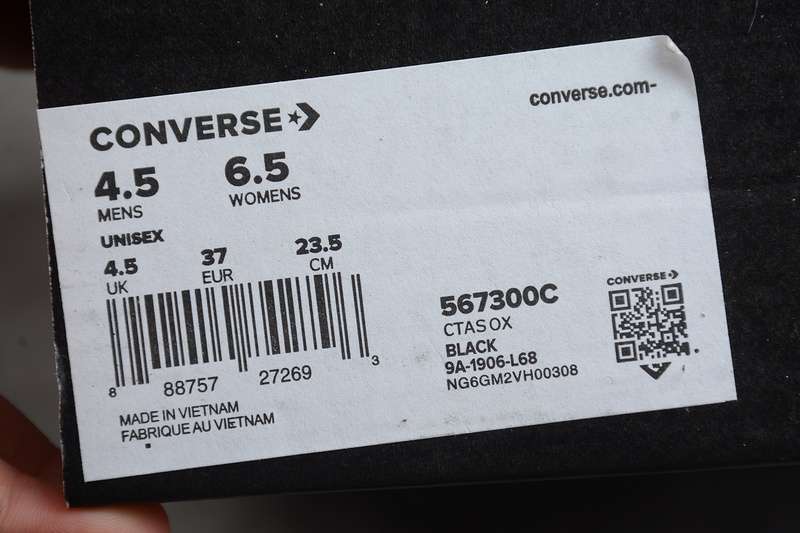 converse.com-
CONVERSE
4.5 6.5
MENS WOMENS
UNISEX
4.5 37 23.5
UK EUR CM
8 88757 27269 3
MADE IN VIETNAM
FABRIQUE AU VIETNAM
CONVERSE
567300C
CTAS OX
BLACK
9A-1906-L68
NG6GM2VH00308